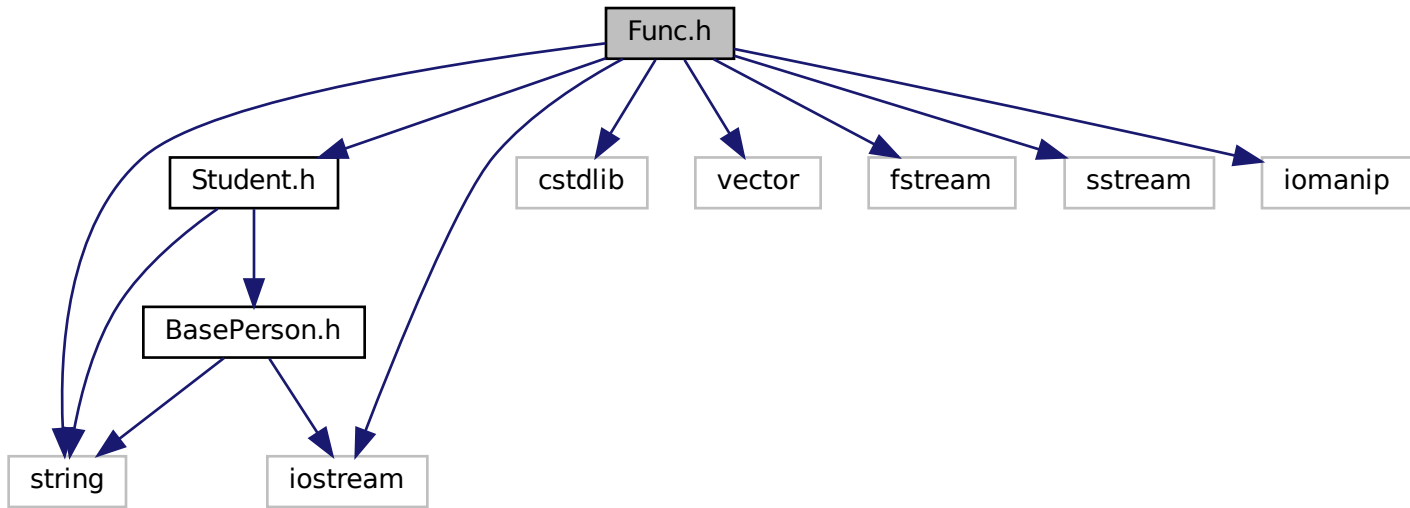 Func.h
Student.h
cstdlib
vector
fstream
sstream
iomanip
BasePerson.h
string
iostream